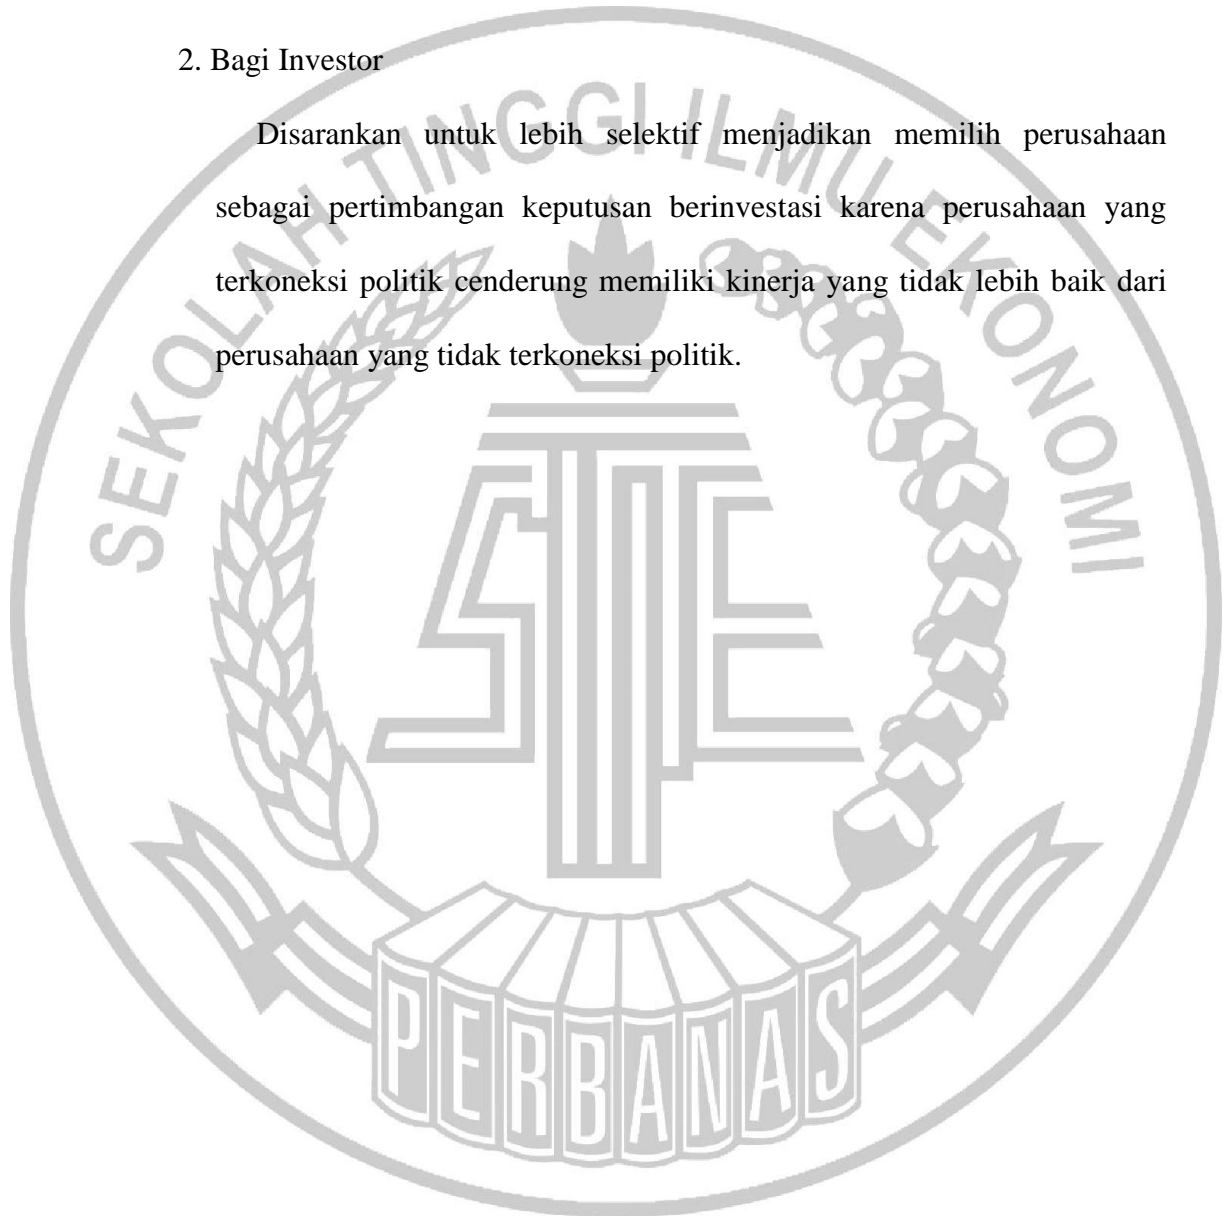 2. Bagi Investor
Disarankan untuk lebih selektif menjadikan memilih perusahaan
sebagai pertimbangan keputusan berinvestasi karena perusahaan yang
terkoneksi politik cenderung memiliki kinerja yang tidak lebih baik dari
perusahaan yang tidak terkoneksi politik.
SEKOLAH TINGGI ILMU EKONOMI
STIE
PERBANAS